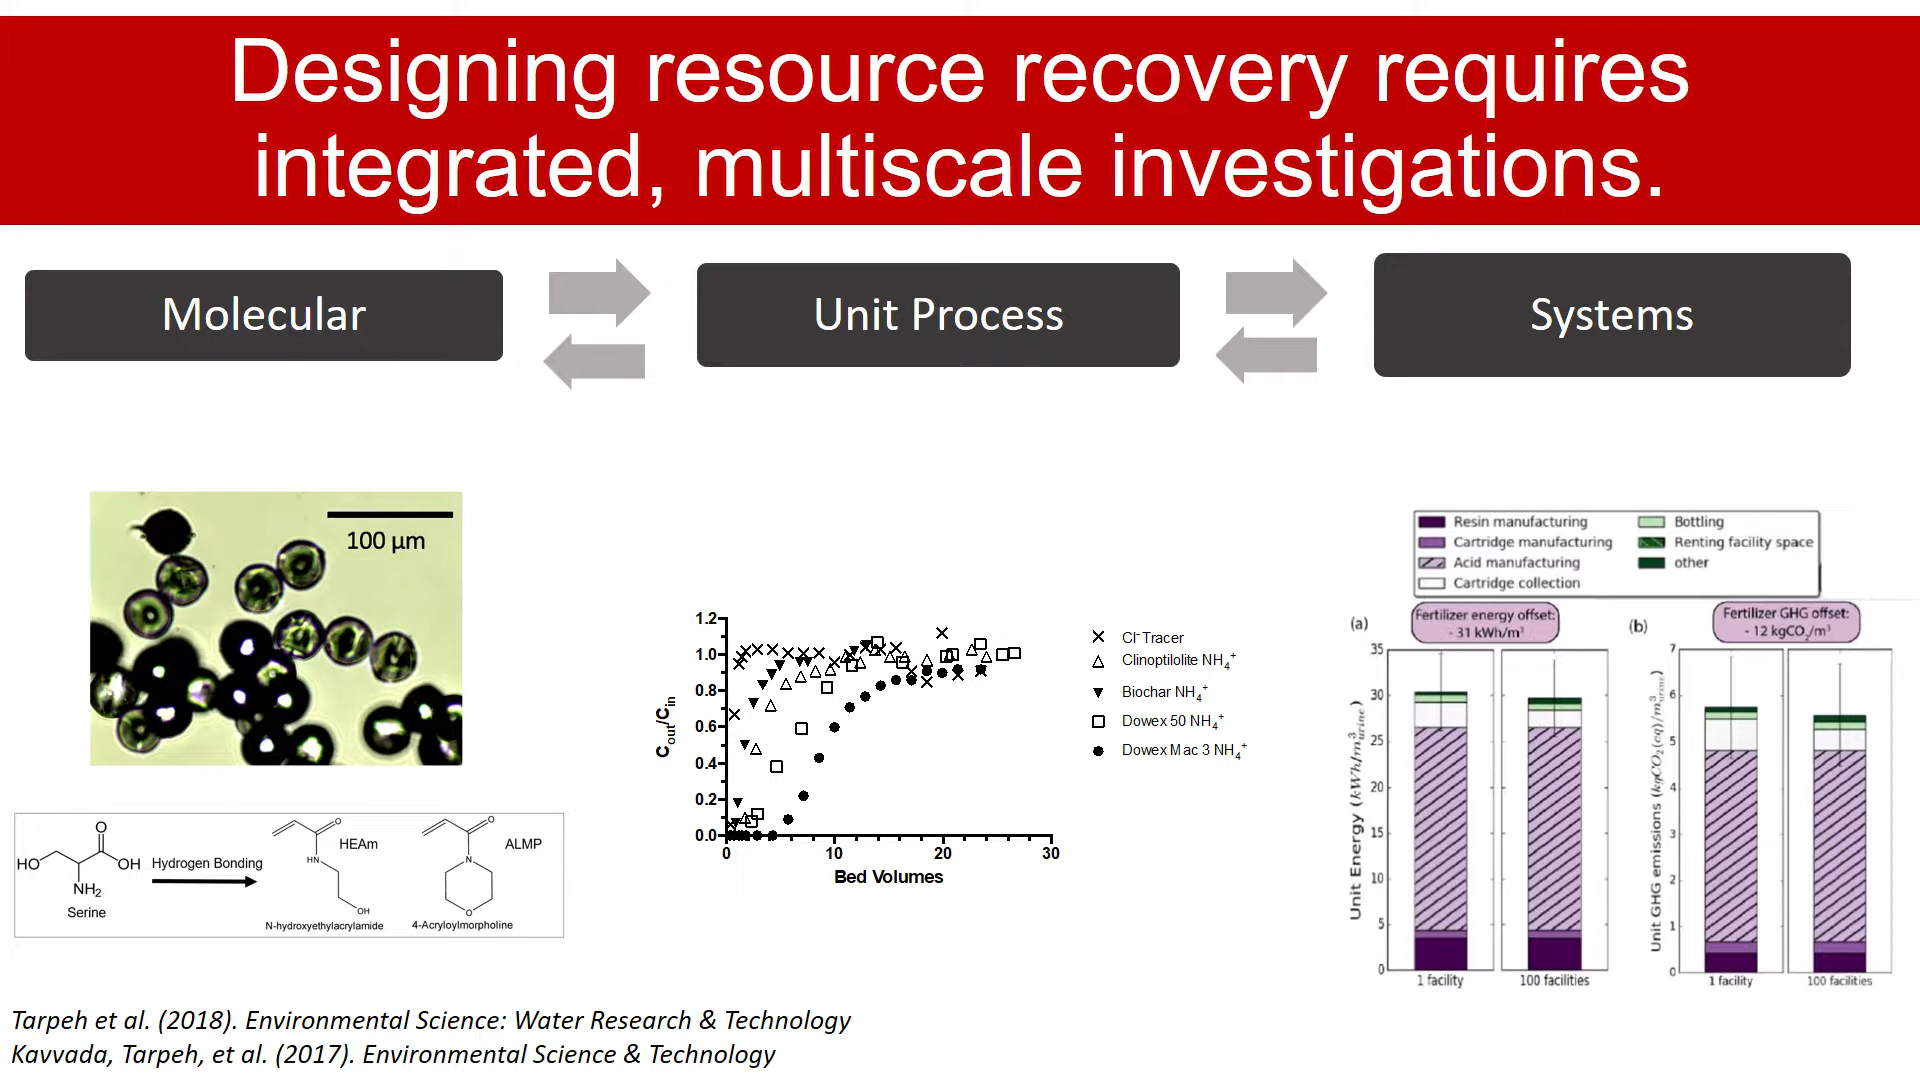 Designing resource recovery requires
integrated, multiscale investigations.
Molecular
Unit Process
Systems
100 µm
HO
O
OH
NH₂
Serine
Hydrogen Bonding
O
HN
OH
HEAm
N-hydroxyethylacrylamide
O
N
O
ALMP
4-Acryloylmorpholine
C_out/C_in
1.2
1.0
0.8
0.6
0.4
0.2
0.0
0 10 20 30
Bed Volumes
Cl⁻ Tracer
Clinoptilolite NH₄⁺
Biochar NH₄⁺
Dowex 50 NH₄⁺
Dowex Mac 3 NH₄⁺
Resin manufacturing
Cartridge manufacturing
Acid manufacturing
Cartridge collection
Bottling
Renting facility space
other
(a)
Fertilizer energy offset:
- 31 kWh/m³
Unit Energy (kWh/m³urine)
35
30
25
20
15
10
5
0
1 facility
100 facilities
(b)
Fertilizer GHG offset:
- 12 kgCO₂/m³
Unit GHG emissions (kgCO₂(eq)/m³urine)
7
6
5
4
3
2
1
0
1 facility
100 facilities
Tarpeh et al. (2018). Environmental Science: Water Research & Technology
Kavvada, Tarpeh, et al. (2017). Environmental Science & Technology